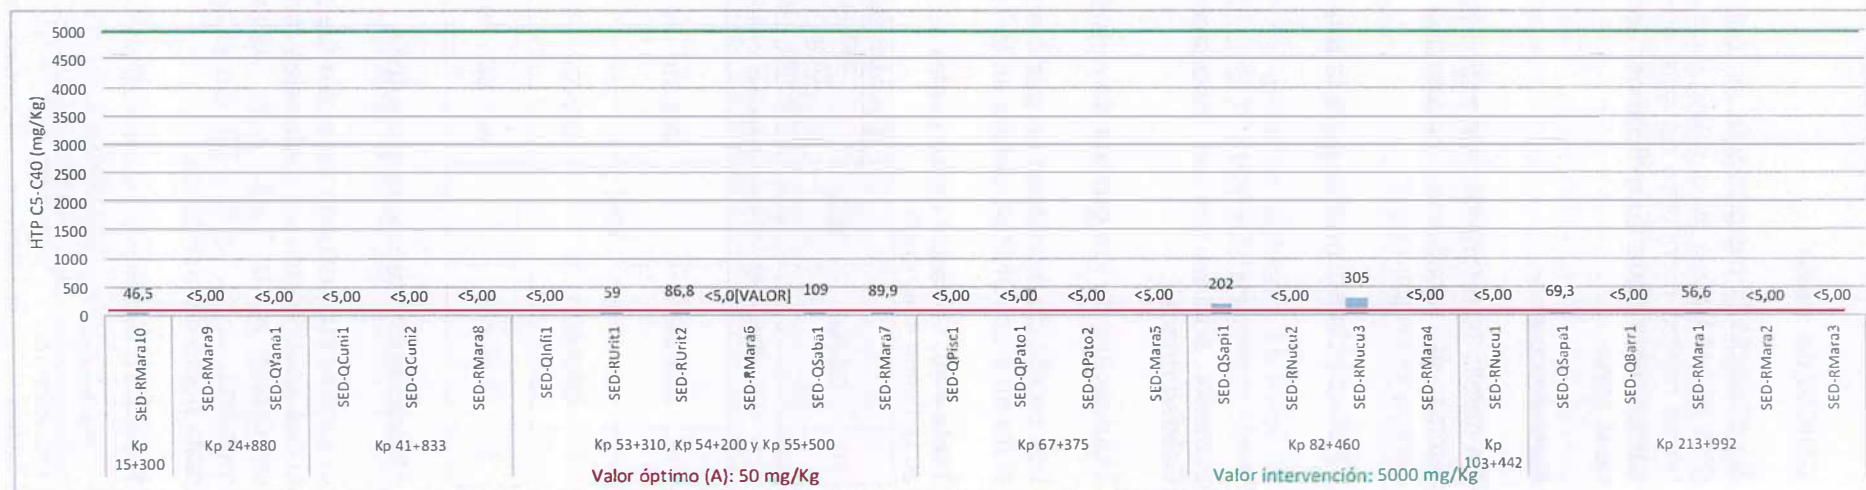 HTP C5-C40 (mg/Kg)
5000
4500
4000
3500
3000
2500
2000
1500
1000
500
0
46,5 <5,00 <5,00 <5,00 <5,00 <5,00 <5,00 59 86,8 <5,0[VALOR] 109 89,9 <5,00 <5,00 <5,00 <5,00 202 <5,00 305 <5,00 <5,00 69,3 <5,00 56,6 <5,00 <5,00
SED-RMara10
SED-RMara9
SED-QYana1
SED-QCuni1
SED-QCuni2
SED-RMara8
SED-QInfi1
SED-RUrit1
SED-RUrit2
SED-RMara6
SED-QSaba1
SED-RMara7
SED-QPisc1
SED-QPato1
SED-QPato2
SED-Mara5
SED-QSapi1
SED-RNucu2
SED-RNucu3
SED-RMara4
SED-RNucu1
SED-QSapa1
SED-QBarr1
SED-RMara1
SED-RMara2
SED-RMara3
Kp
15+300
Kp 24+880
Kp 41+833
Kp 53+310, Kp 54+200 y Kp 55+500
Kp 67+375
Kp 82+460
Kp
103+442
Kp 213+992
Valor óptimo (A): 50 mg/Kg
Valor intervención: 5000 mg/Kg